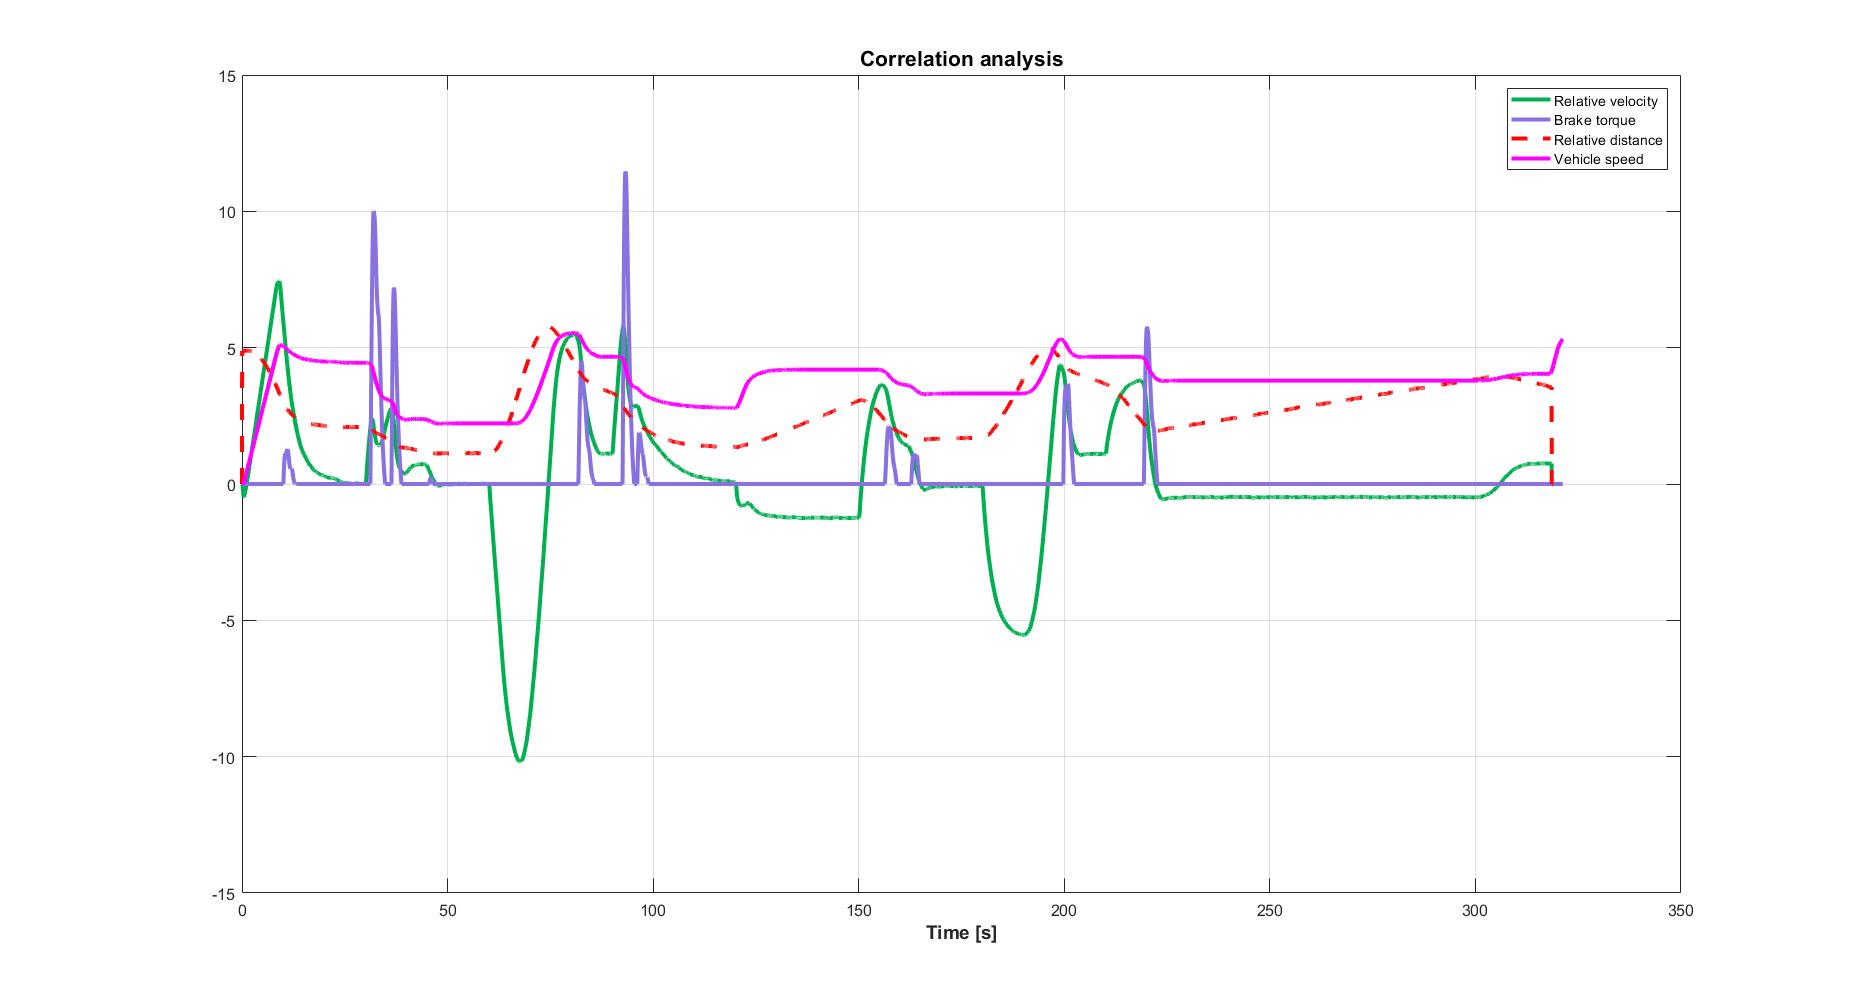 Correlation analysis
15
10
5
0
-5
-10
-15
Relative velocity
Brake torque
Relative distance
Vehicle speed
0 50 100 150 200 250 300 350
Time [s]